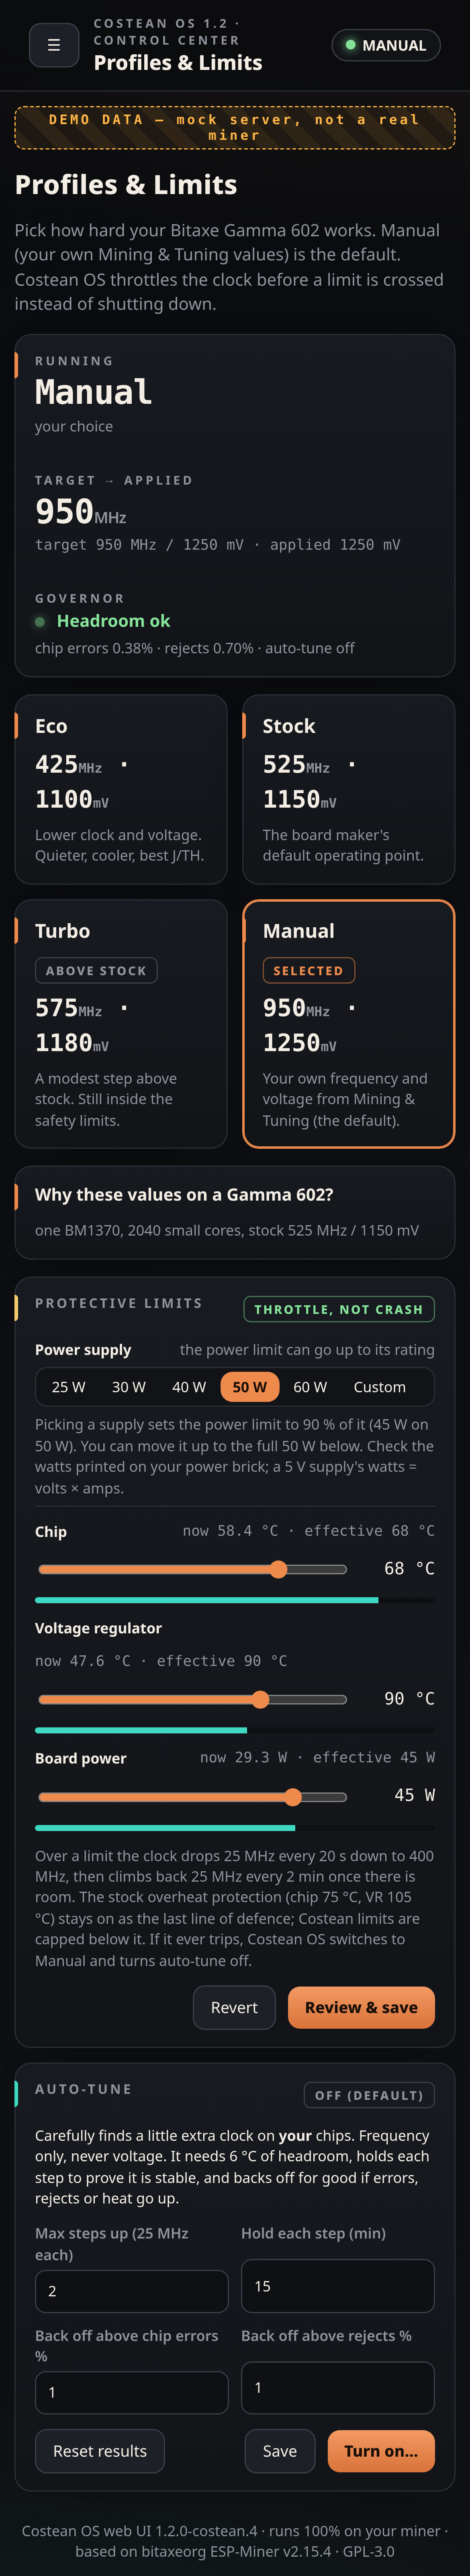 ☰
COSTEAN OS 1.2 ·
CONTROL CENTER
Profiles & Limits
MANUAL
DEMO DATA — mock server, not a real
miner
Profiles & Limits
Pick how hard your Bitaxe Gamma 602 works. Manual
(your own Mining & Tuning values) is the default.
Costean OS throttles the clock before a limit is crossed
instead of shutting down.
RUNNING
Manual
your choice
TARGET → APPLIED
950MHz
target 950 MHz / 1250 mV · applied 1250 mV
GOVERNOR
Headroom ok
chip errors 0.38% · rejects 0.70% · auto-tune off
Eco
425MHz ·
1100mV
Lower clock and voltage.
Quieter, cooler, best J/TH.
Stock
525MHz ·
1150mV
The board maker's
default operating point.
Turbo
ABOVE STOCK
575MHz ·
1180mV
A modest step above
stock. Still inside the
safety limits.
Manual
SELECTED
950MHz ·
1250mV
Your own frequency and
voltage from Mining &
Tuning (the default).
Why these values on a Gamma 602?
one BM1370, 2040 small cores, stock 525 MHz / 1150 mV
PROTECTIVE LIMITS
THROTTLE, NOT CRASH
Power supply the power limit can go up to its rating
25 W 30 W 40 W 50 W 60 W Custom
Picking a supply sets the power limit to 90 % of it (45 W on
50 W). You can move it up to the full 50 W below. Check the
watts printed on your power brick; a 5 V supply's watts =
volts × amps.
Chip now 58.4 °C · effective 68 °C
68 °C
Voltage regulator
now 47.6 °C · effective 90 °C
90 °C
Board power now 29.3 W · effective 45 W
45 W
Over a limit the clock drops 25 MHz every 20 s down to 400
MHz, then climbs back 25 MHz every 2 min once there is
room. The stock overheat protection (chip 75 °C, VR 105
°C) stays on as the last line of defence; Costean limits are
capped below it. If it ever trips, Costean OS switches to
Manual and turns auto-tune off.
Revert Review & save
AUTO-TUNE
OFF (DEFAULT)
Carefully finds a little extra clock on your chips. Frequency
only, never voltage. It needs 6 °C of headroom, holds each
step to prove it is stable, and backs off for good if errors,
rejects or heat go up.
Max steps up (25 MHz
each)
2
Hold each step (min)
15
Back off above chip errors
%
1
Back off above rejects %
1
Reset results Save Turn on...
Costean OS web UI 1.2.0-costean.4 · runs 100% on your miner ·
based on bitaxeorg ESP-Miner v2.15.4 · GPL-3.0